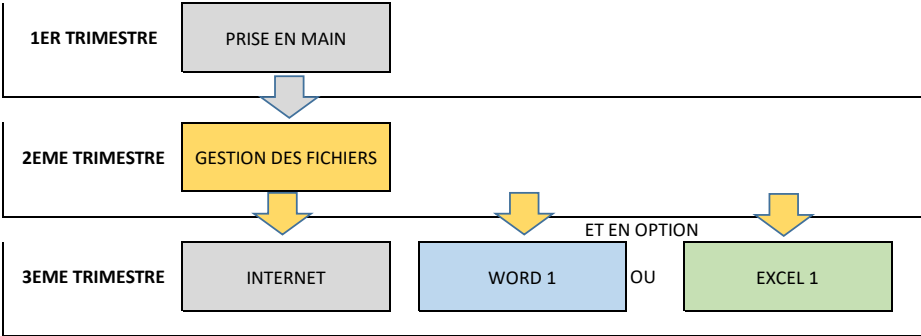 1ER TRIMESTRE
PRISE EN MAIN
2EME TRIMESTRE
GESTION DES FICHIERS
ET EN OPTION
3EME TRIMESTRE
INTERNET
WORD 1
OU
EXCEL 1